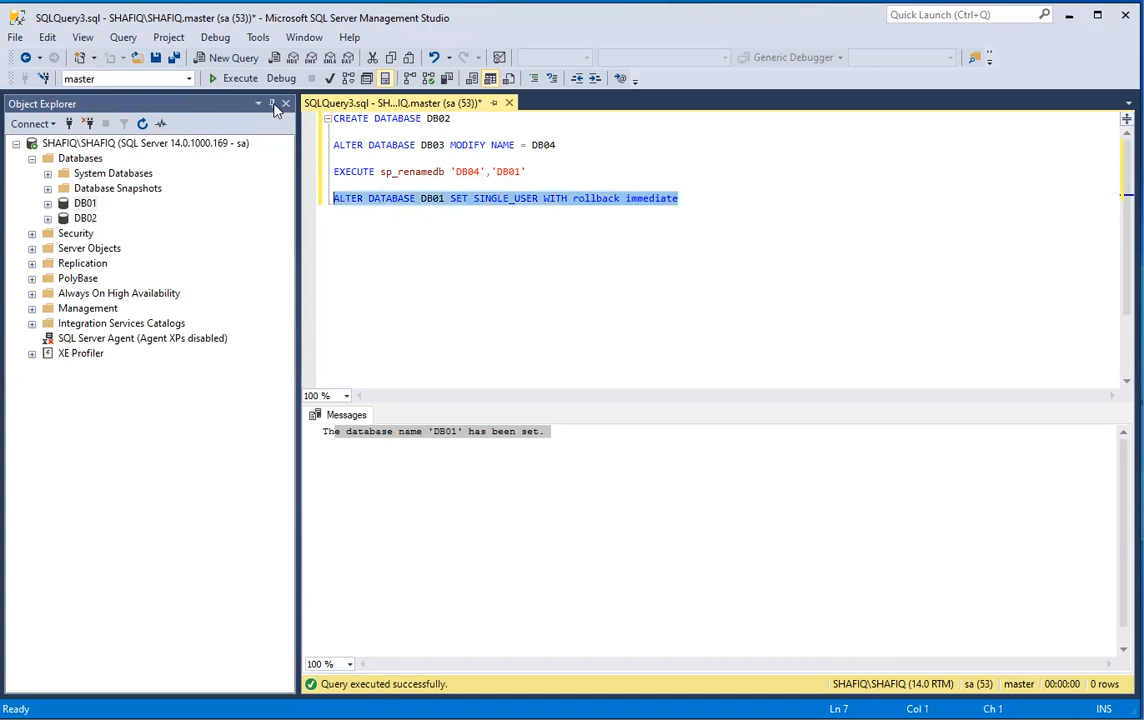 SQLQuery3.sql - SHAFIQ\SHAFIQ.master (sa (53))* - Microsoft SQL Server Management Studio
Quick Launch (Ctrl+Q)
File Edit View Query Project Debug Tools Window Help
New Query
Generic Debugger
master
Execute Debug
Object Explorer
Connect
SHAFIQ\SHAFIQ (SQL Server 14.0.1000.169 - sa)
Databases
System Databases
Database Snapshots
DB01
DB02
Security
Server Objects
Replication
PolyBase
Always On High Availability
Management
Integration Services Catalogs
SQL Server Agent (Agent XPs disabled)
XE Profiler
SQLQuery3.sql - SH...IQ.master (sa (53))*
CREATE DATABASE DB02
ALTER DATABASE DB03 MODIFY NAME = DB04
EXECUTE sp_renamedb 'DB04','DB01'
ALTER DATABASE DB01 SET SINGLE_USER WITH rollback immediate
100 %
Messages
The database name 'DB01' has been set.
100 %
Query executed successfully.
SHAFIQ\SHAFIQ (14.0 RTM) sa (53) master 00:00:00 0 rows
Ready
Ln 7 Col 1 Ch 1 INS